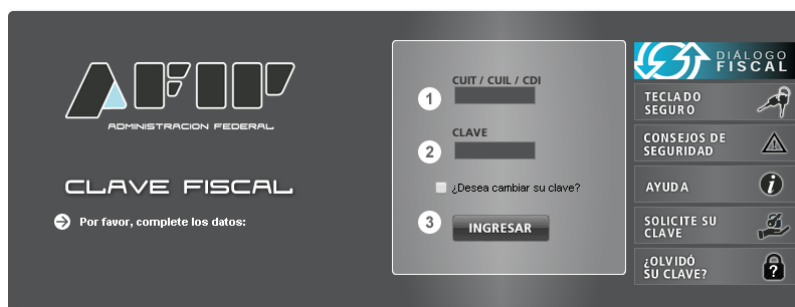 AFIP
ADMINISTRACION FEDERAL
CLAVE FISCAL
Por favor, complete los datos:
CUIT / CUIL / CDI
1
CLAVE
2
¿Desea cambiar su clave?
3
INGRESAR
DIÁLOGO
FISCAL
TECLADO
SEGURO
CONSEJOS DE
SEGURIDAD
AYUDA
SOLICITE SU
CLAVE
¿OLVIDÓ
SU CLAVE?